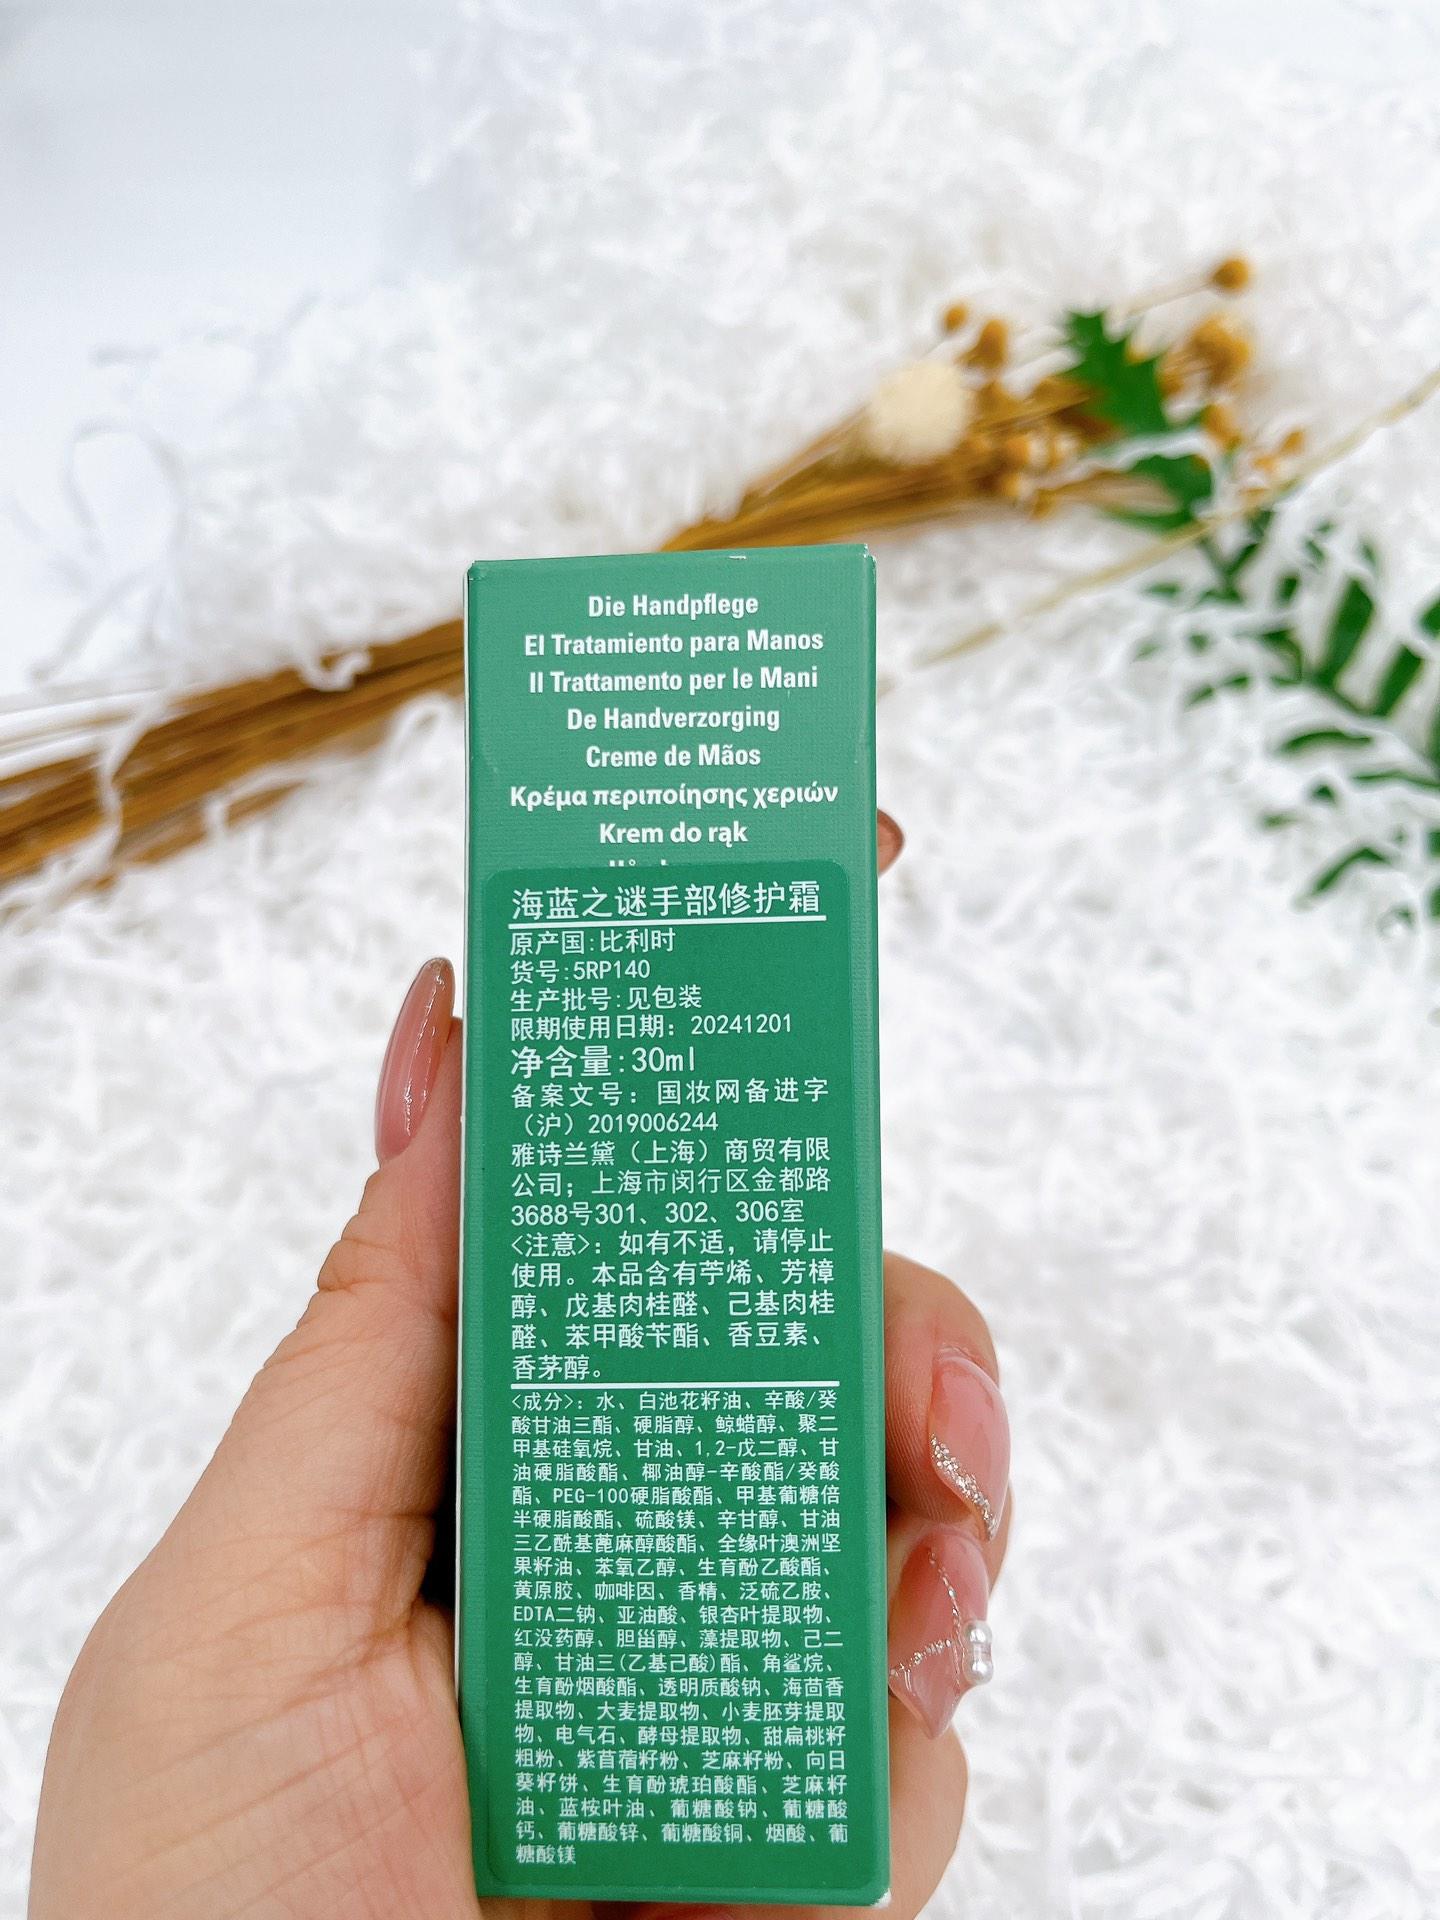 Die Handpflege
El Tratamiento para Manos
Il Trattamento per le Mani
De Handverzorging
Creme de Mãos
Κρέμα περιποίησης χεριών
Krem do rąk
海蓝之谜手部修护霜
原产国:比利时
货号:5RP140
生产批号:见包装
限期使用日期：20241201
净含量:30ml
备案文号：国妆网备进字
（沪）2019006244
雅诗兰黛（上海）商贸有限
公司；上海市闵行区金都路
3688号301、302、306室
<注意>：如有不适，请停止
使用。本品含有苧烯、芳樟
醇、戊基肉桂醛、己基肉桂
醛、苯甲酸苄酯、香豆素、
香茅醇。
<成分>：水、白池花籽油、辛酸/癸
酸甘油三酯、硬脂醇、鲸蜡醇、聚二
甲基硅氧烷、甘油、1,2-戊二醇、甘
油硬脂酸酯、椰油醇-辛酸酯/癸酸
酯、PEG-100硬脂酸酯、甲基葡糖倍
半硬脂酸酯、硫酸镁、辛甘醇、甘油
三乙酰基蓖麻醇酸酯、全缘叶澳洲坚
果籽油、苯氧乙醇、生育酚乙酸酯、
黄原胶、咖啡因、香精、泛硫乙胺、
EDTA二钠、亚油酸、银杏叶提取物、
红没药醇、胆甾醇、藻提取物、己二
醇、甘油三(乙基己酸)酯、角鲨烷、
生育酚烟酸酯、透明质酸钠、海茴香
提取物、大麦提取物、小麦胚芽提取
物、电气石、酵母提取物、甜扁桃籽
粗粉、紫苜蓿籽粉、芝麻籽粉、向日
葵籽饼、生育酚琥珀酸酯、芝麻籽
油、蓝桉叶油、葡糖酸钠、葡糖酸
钙、葡糖酸锌、葡糖酸铜、烟酸、葡
糖酸镁